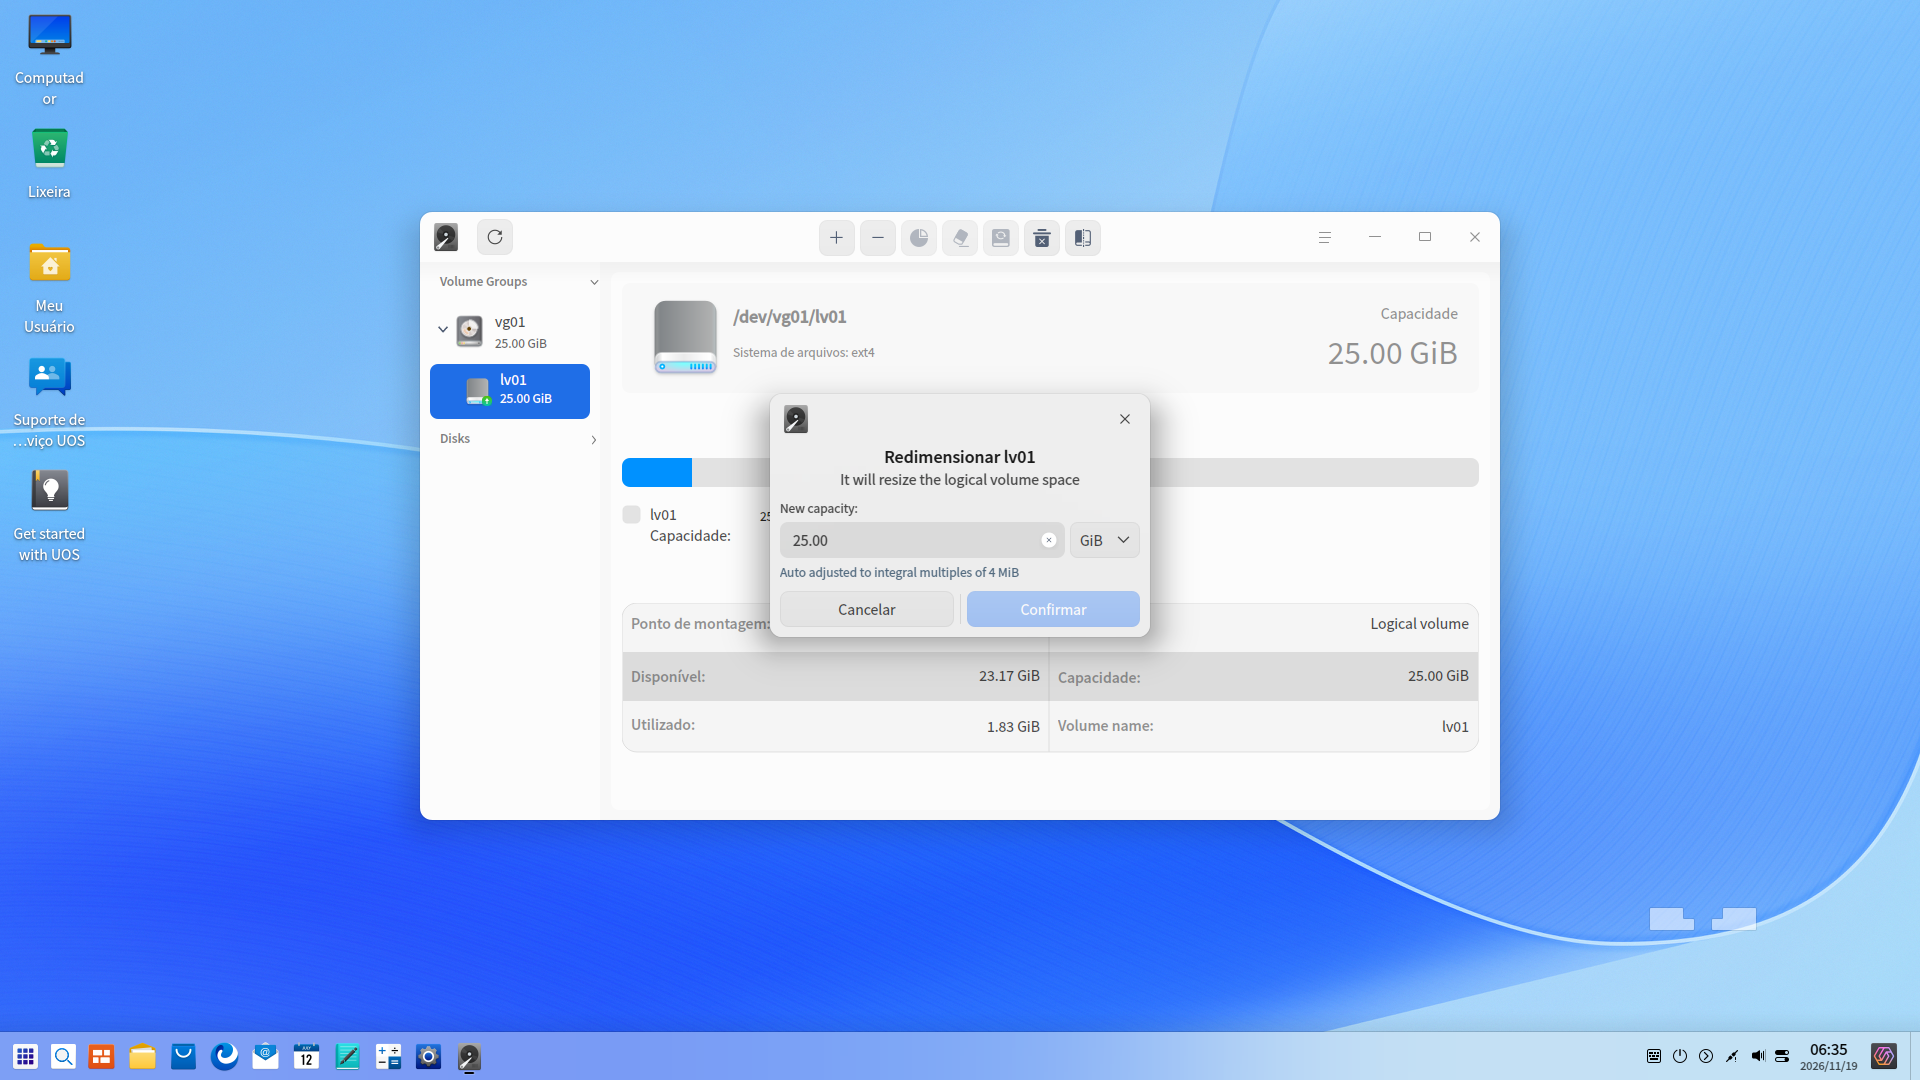 Computad
or
Lixeira
Meu
Usuário
Suporte de
...viço UOS
Get started
with UOS
Volume Groups
vg01
25.00 GiB
lv01
25.00 GiB
Disks
/dev/vg01/lv01
Sistema de arquivos: ext4
Capacidade
25.00 GiB
lv01
25
Capacidade:
Redimensionar lv01
It will resize the logical volume space
New capacity:
25.00
GiB
Auto adjusted to integral multiples of 4 MiB
Cancelar
Confirmar
Ponto de montagem:
Logical volume
Disponível:
23.17 GiB
Capacidade:
25.00 GiB
Utilizado:
1.83 GiB
Volume name:
lv01
JULY
12
06:35
2026/11/19